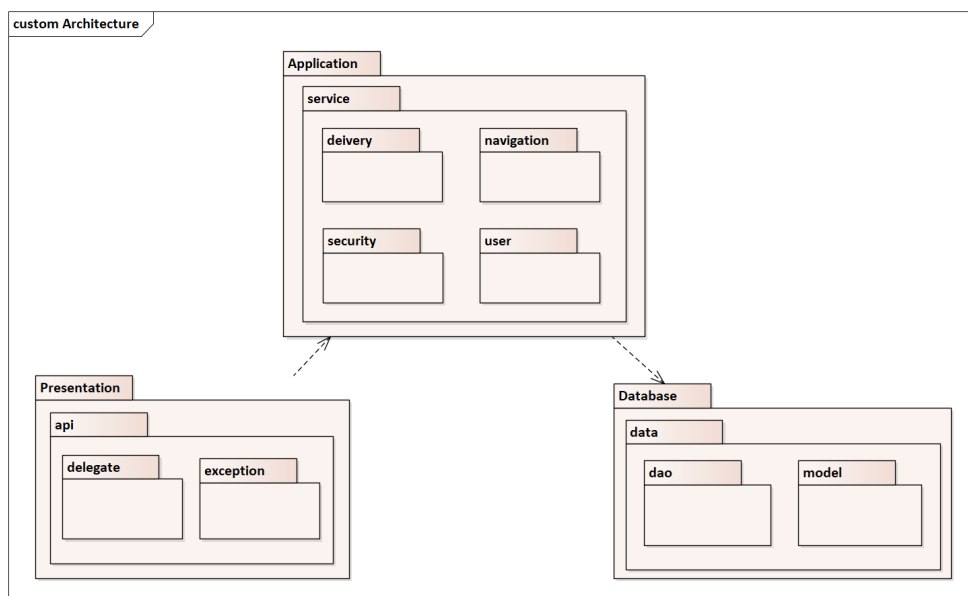 custom Architecture
Application
service
deivery
navigation
security
user
Presentation
api
delegate
exception
Database
data
dao
model